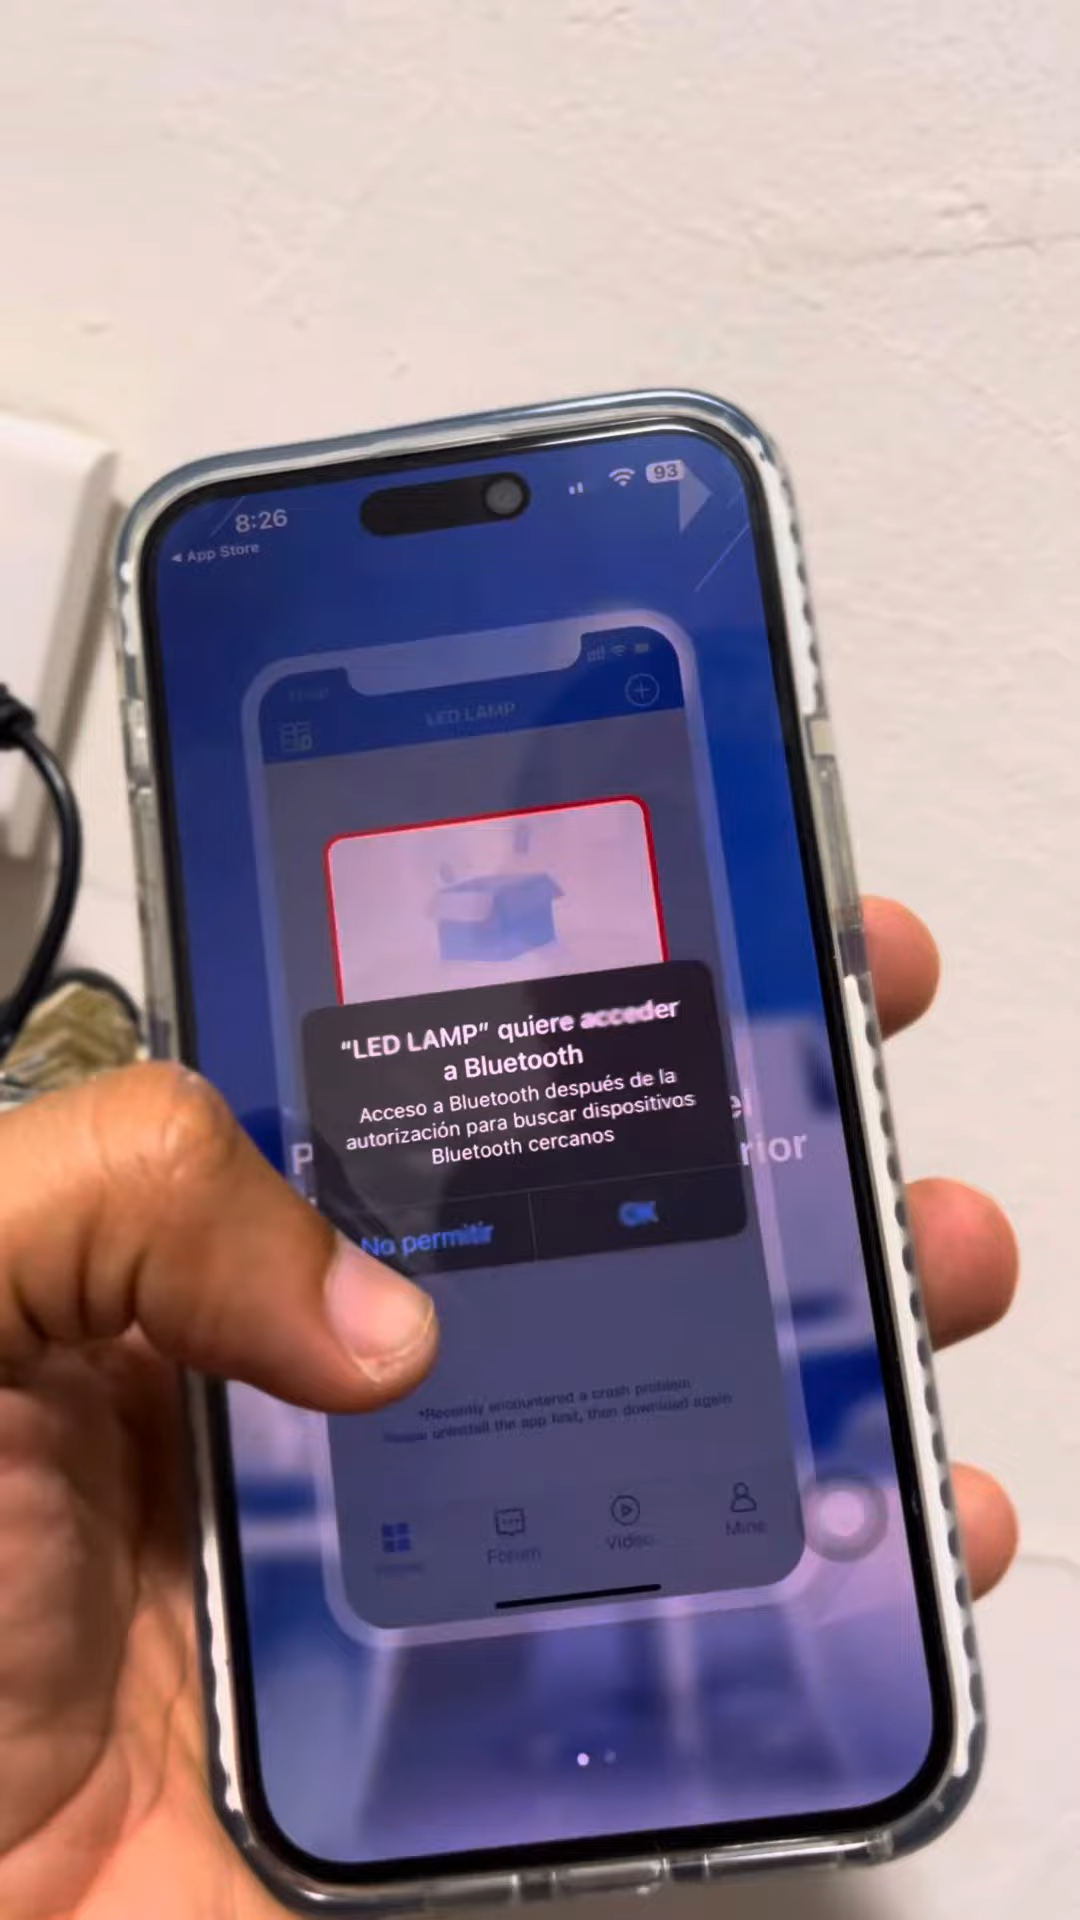 8:26
93
◀ App Store
LED LAMP
"LED LAMP" quiere acceder
a Bluetooth
Acceso a Bluetooth después de la
autorización para buscar dispositivos
Bluetooth cercanos
rior
No permitir
OK
*Recently encountered a crash problem
Please uninstall the app first, then download again
Forum
Video
Mine